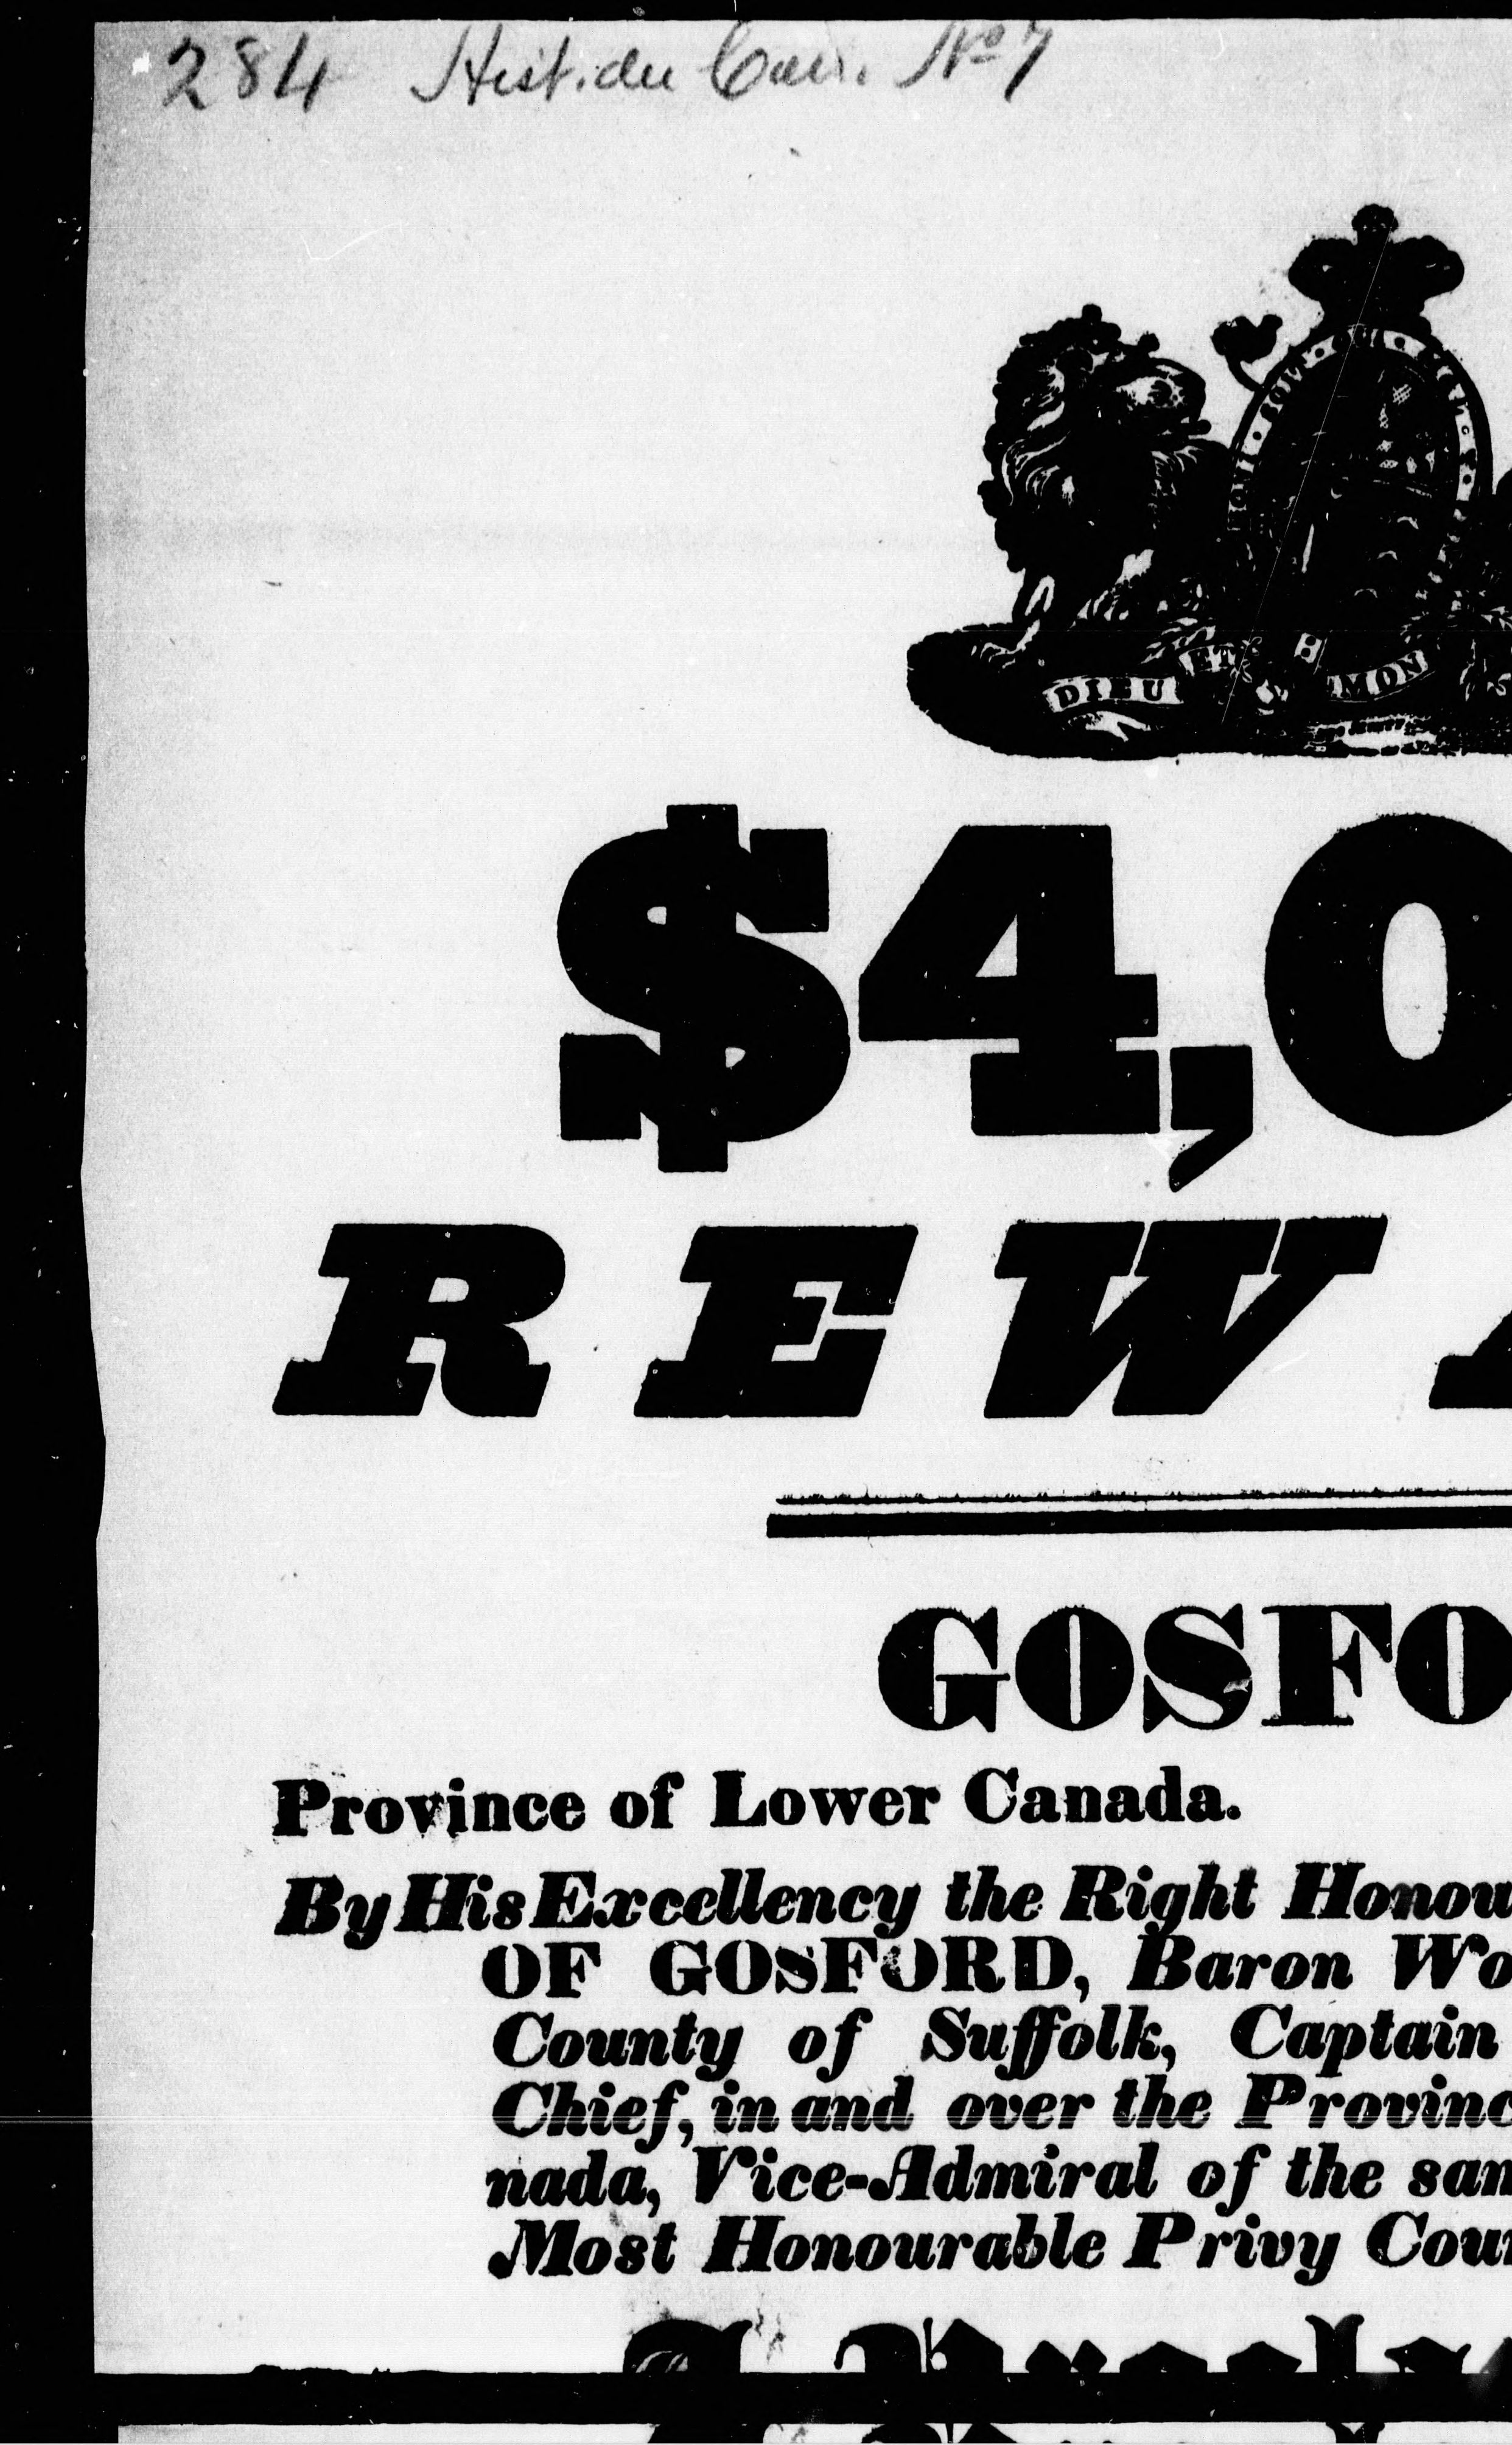 284 Hist. du Can. No 7
DIEU ET MON
$4,0
REWA
GOSFO
Province of Lower Canada.
By His Excellency the Right Honou
OF GOSFORD, Baron Wo
County of Suffolk, Captain
Chief, in and over the Provinc
nada, Vice-Admiral of the sam
Most Honourable Privy Coun